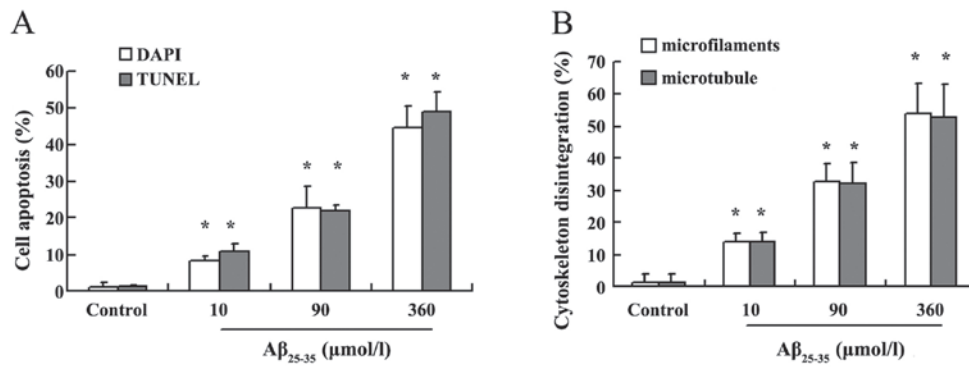 A
DAPI
TUNEL
Cell apoptosis (%)
60
50
40
30
20
10
0
* * * * * *
Control 10 90 360
Aβ25-35 (µmol/l)
B
microfilaments
microtubule
Cytoskeleton disintegration (%)
70
60
50
40
30
20
10
0
* * * * * *
Control 10 90 360
Aβ25-35 (µmol/l)